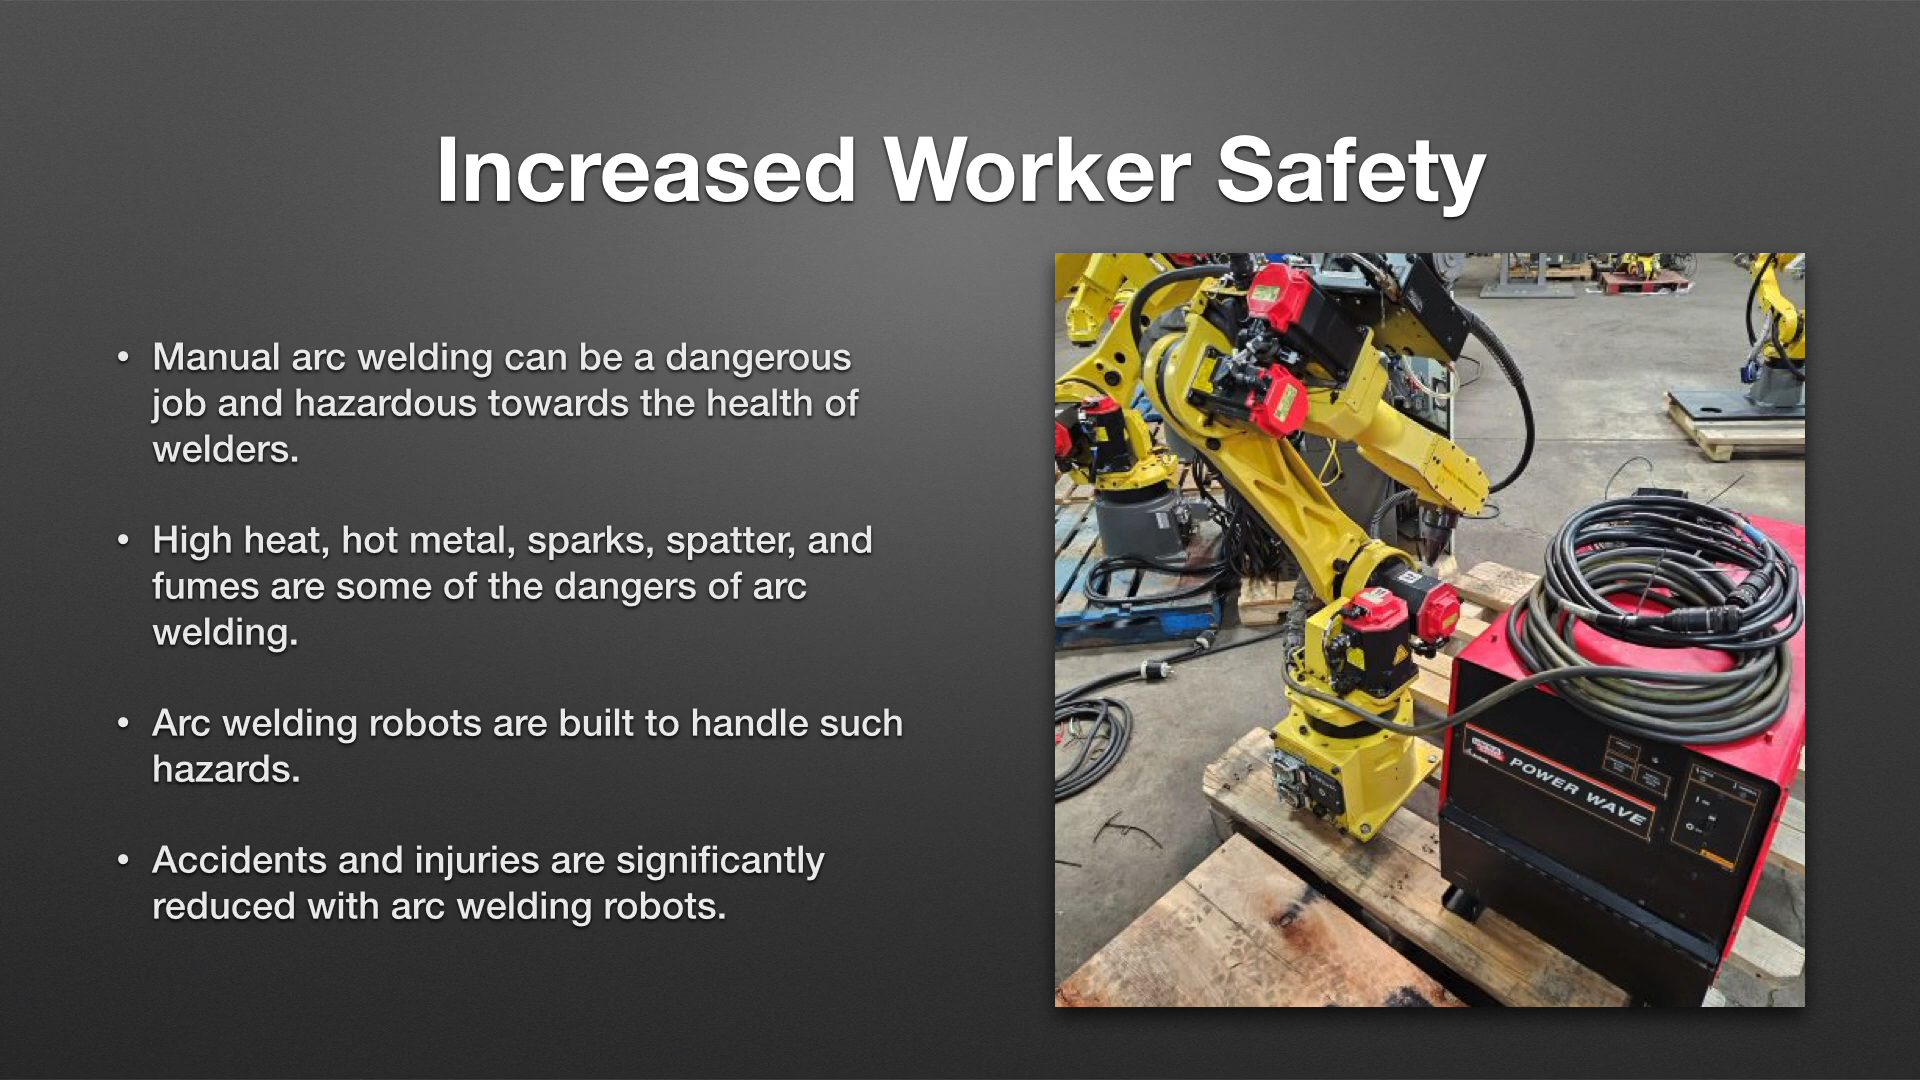 Increased Worker Safety
• Manual arc welding can be a dangerous
job and hazardous towards the health of
welders.
• High heat, hot metal, sparks, spatter, and
fumes are some of the dangers of arc
welding.
• Arc welding robots are built to handle such
hazards.
• Accidents and injuries are significantly
reduced with arc welding robots.
POWER WAVE